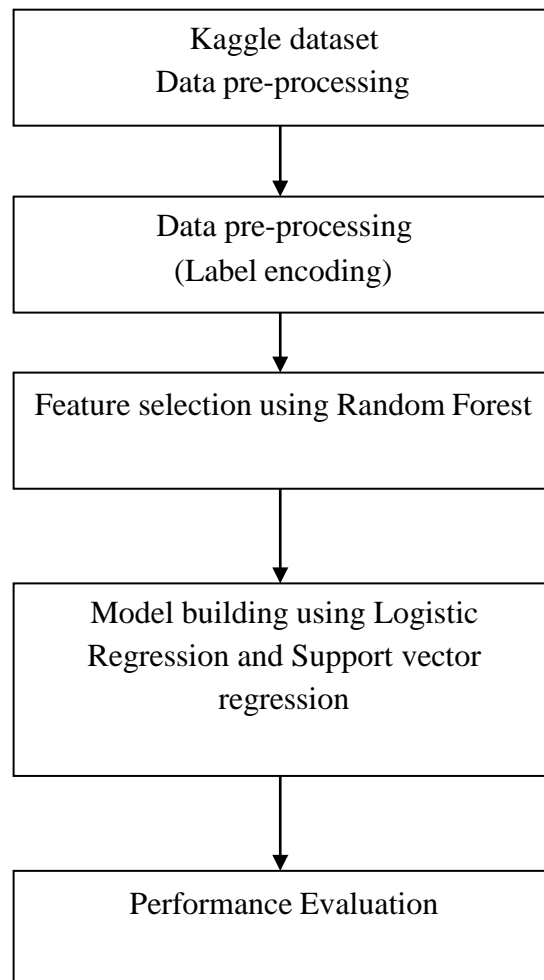 Kaggle dataset
Data pre-processing
Data pre-processing
(Label encoding)
Feature selection using Random Forest
Model building using Logistic
Regression and Support vector
regression
Performance Evaluation